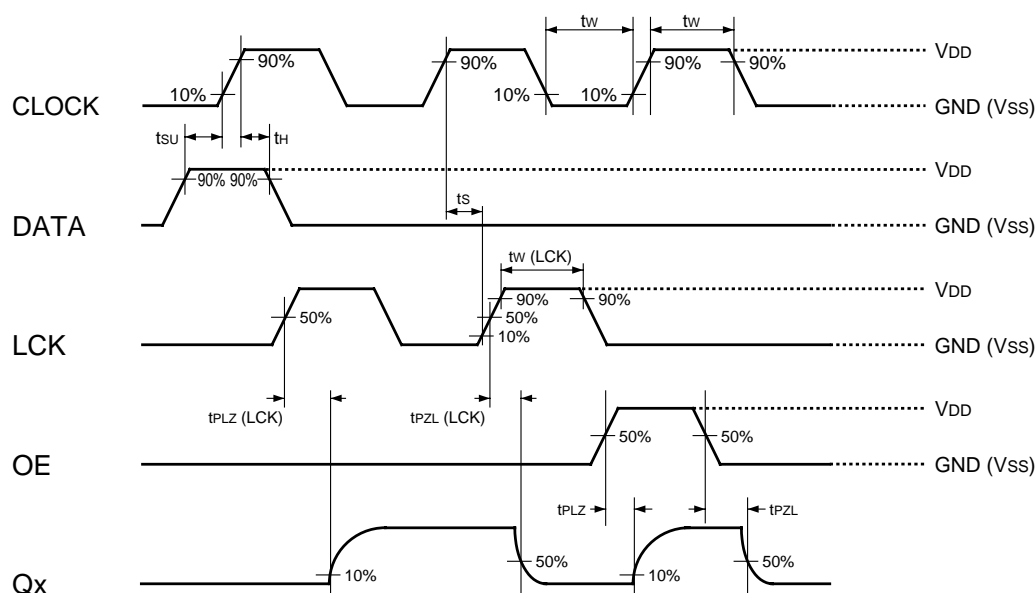 tw tw
VDD
90% 90% 90% 90%
CLOCK 10% 10% 10% GND (VSS)
tSU tH
VDD
90% 90%
tS
DATA GND (VSS)
tW (LCK)
VDD
90% 90%
50% 50%
10%
LCK GND (VSS)
tPLZ (LCK) tPZL (LCK) VDD
50% 50%
OE GND (VSS)
tPLZ tPZL
50% 50%
10% 10%
Qx